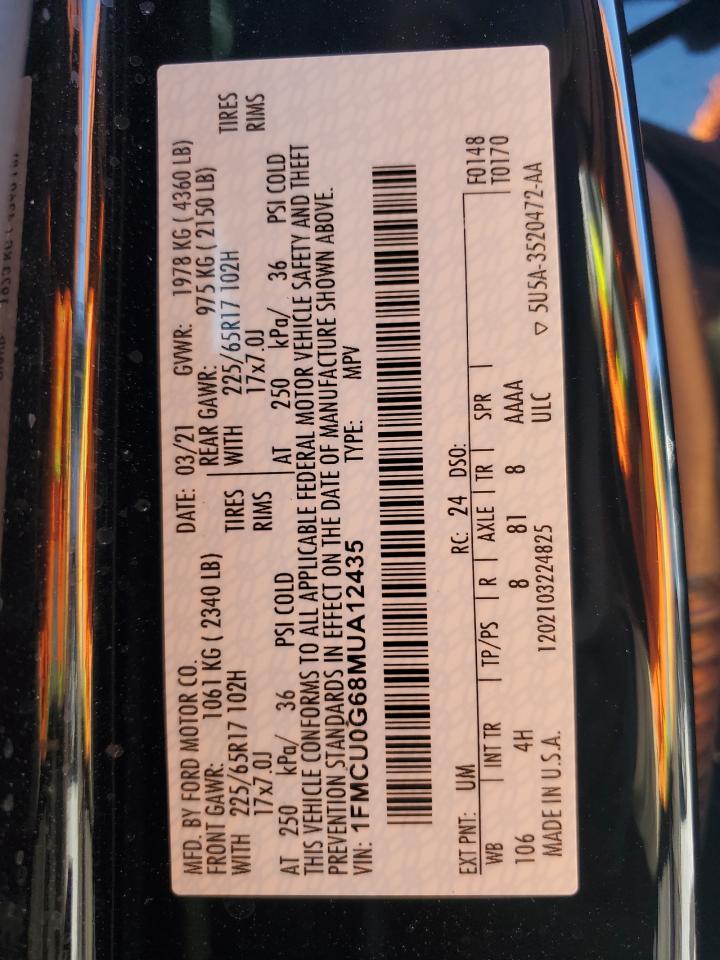 MFD. BY FORD MOTOR CO. DATE: 03/21 GVWR: 1978 KG ( 4360 LB)
FRONT GAWR: 1061 KG ( 2340 LB) REAR GAWR: 975 KG ( 2150 LB)
WITH 225/65R17 102H TIRES WITH 225/65R17 102H TIRES
17x7.0J RIMS 17x7.0J RIMS
AT 250 kPa/ 36 PSI COLD AT 250 kPa/ 36 PSI COLD
THIS VEHICLE CONFORMS TO ALL APPLICABLE FEDERAL MOTOR VEHICLE SAFETY AND THEFT
PREVENTION STANDARDS IN EFFECT ON THE DATE OF MANUFACTURE SHOWN ABOVE.
VIN: 1FMCU0G68MUA12435 TYPE: MPV
EXT PNT: UM RC: 24 DSO: F0148
WB INT TR TP/PS R AXLE TR SPR T0170
106 4H 8 81 8 AAAA
ULC
MADE IN U.S.A. 1202103224825 ▽ 5U5A-3520472-AA